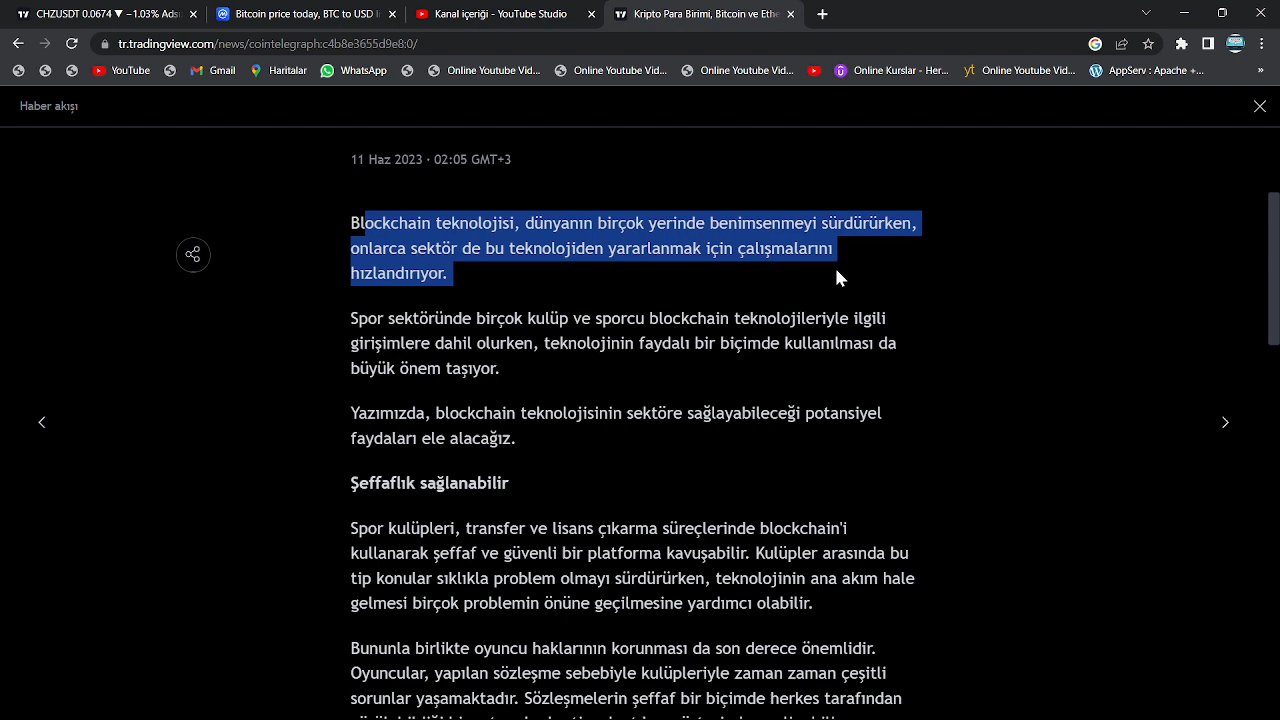 CHZUSDT 0.0674 ▼ −1.03% Adsı
Bitcoin price today, BTC to USD li
Kanal içeriği - YouTube Studio
Kripto Para Birimi, Bitcoin ve Ethe
tr.tradingview.com/news/cointelegraph:c4b8e3655d9e8:0/
YouTube
Gmail
Haritalar
WhatsApp
Online Youtube Vid...
Online Youtube Vid...
Online Youtube Vid...
Online Kurslar - Her...
Online Youtube Vid...
AppServ : Apache +...
»
Haber akışı
11 Haz 2023 · 02:05 GMT+3
Blockchain teknolojisi, dünyanın birçok yerinde benimsenmeyi sürdürürken,
onlarca sektör de bu teknolojiden yararlanmak için çalışmalarını
hızlandırıyor.
Spor sektöründe birçok kulüp ve sporcu blockchain teknolojileriyle ilgili
girişimlere dahil olurken, teknolojinin faydalı bir biçimde kullanılması da
büyük önem taşıyor.
Yazımızda, blockchain teknolojisinin sektöre sağlayabileceği potansiyel
faydaları ele alacağız.
Şeffaflık sağlanabilir
Spor kulüpleri, transfer ve lisans çıkarma süreçlerinde blockchain'i
kullanarak şeffaf ve güvenli bir platforma kavuşabilir. Kulüpler arasında bu
tip konular sıklıkla problem olmayı sürdürürken, teknolojinin ana akım hale
gelmesi birçok problemin önüne geçilmesine yardımcı olabilir.
Bununla birlikte oyuncu haklarının korunması da son derece önemlidir.
Oyuncular, yapılan sözleşme sebebiyle kulüpleriyle zaman zaman çeşitli
sorunlar yaşamaktadır. Sözleşmelerin şeffaf bir biçimde herkes tarafından